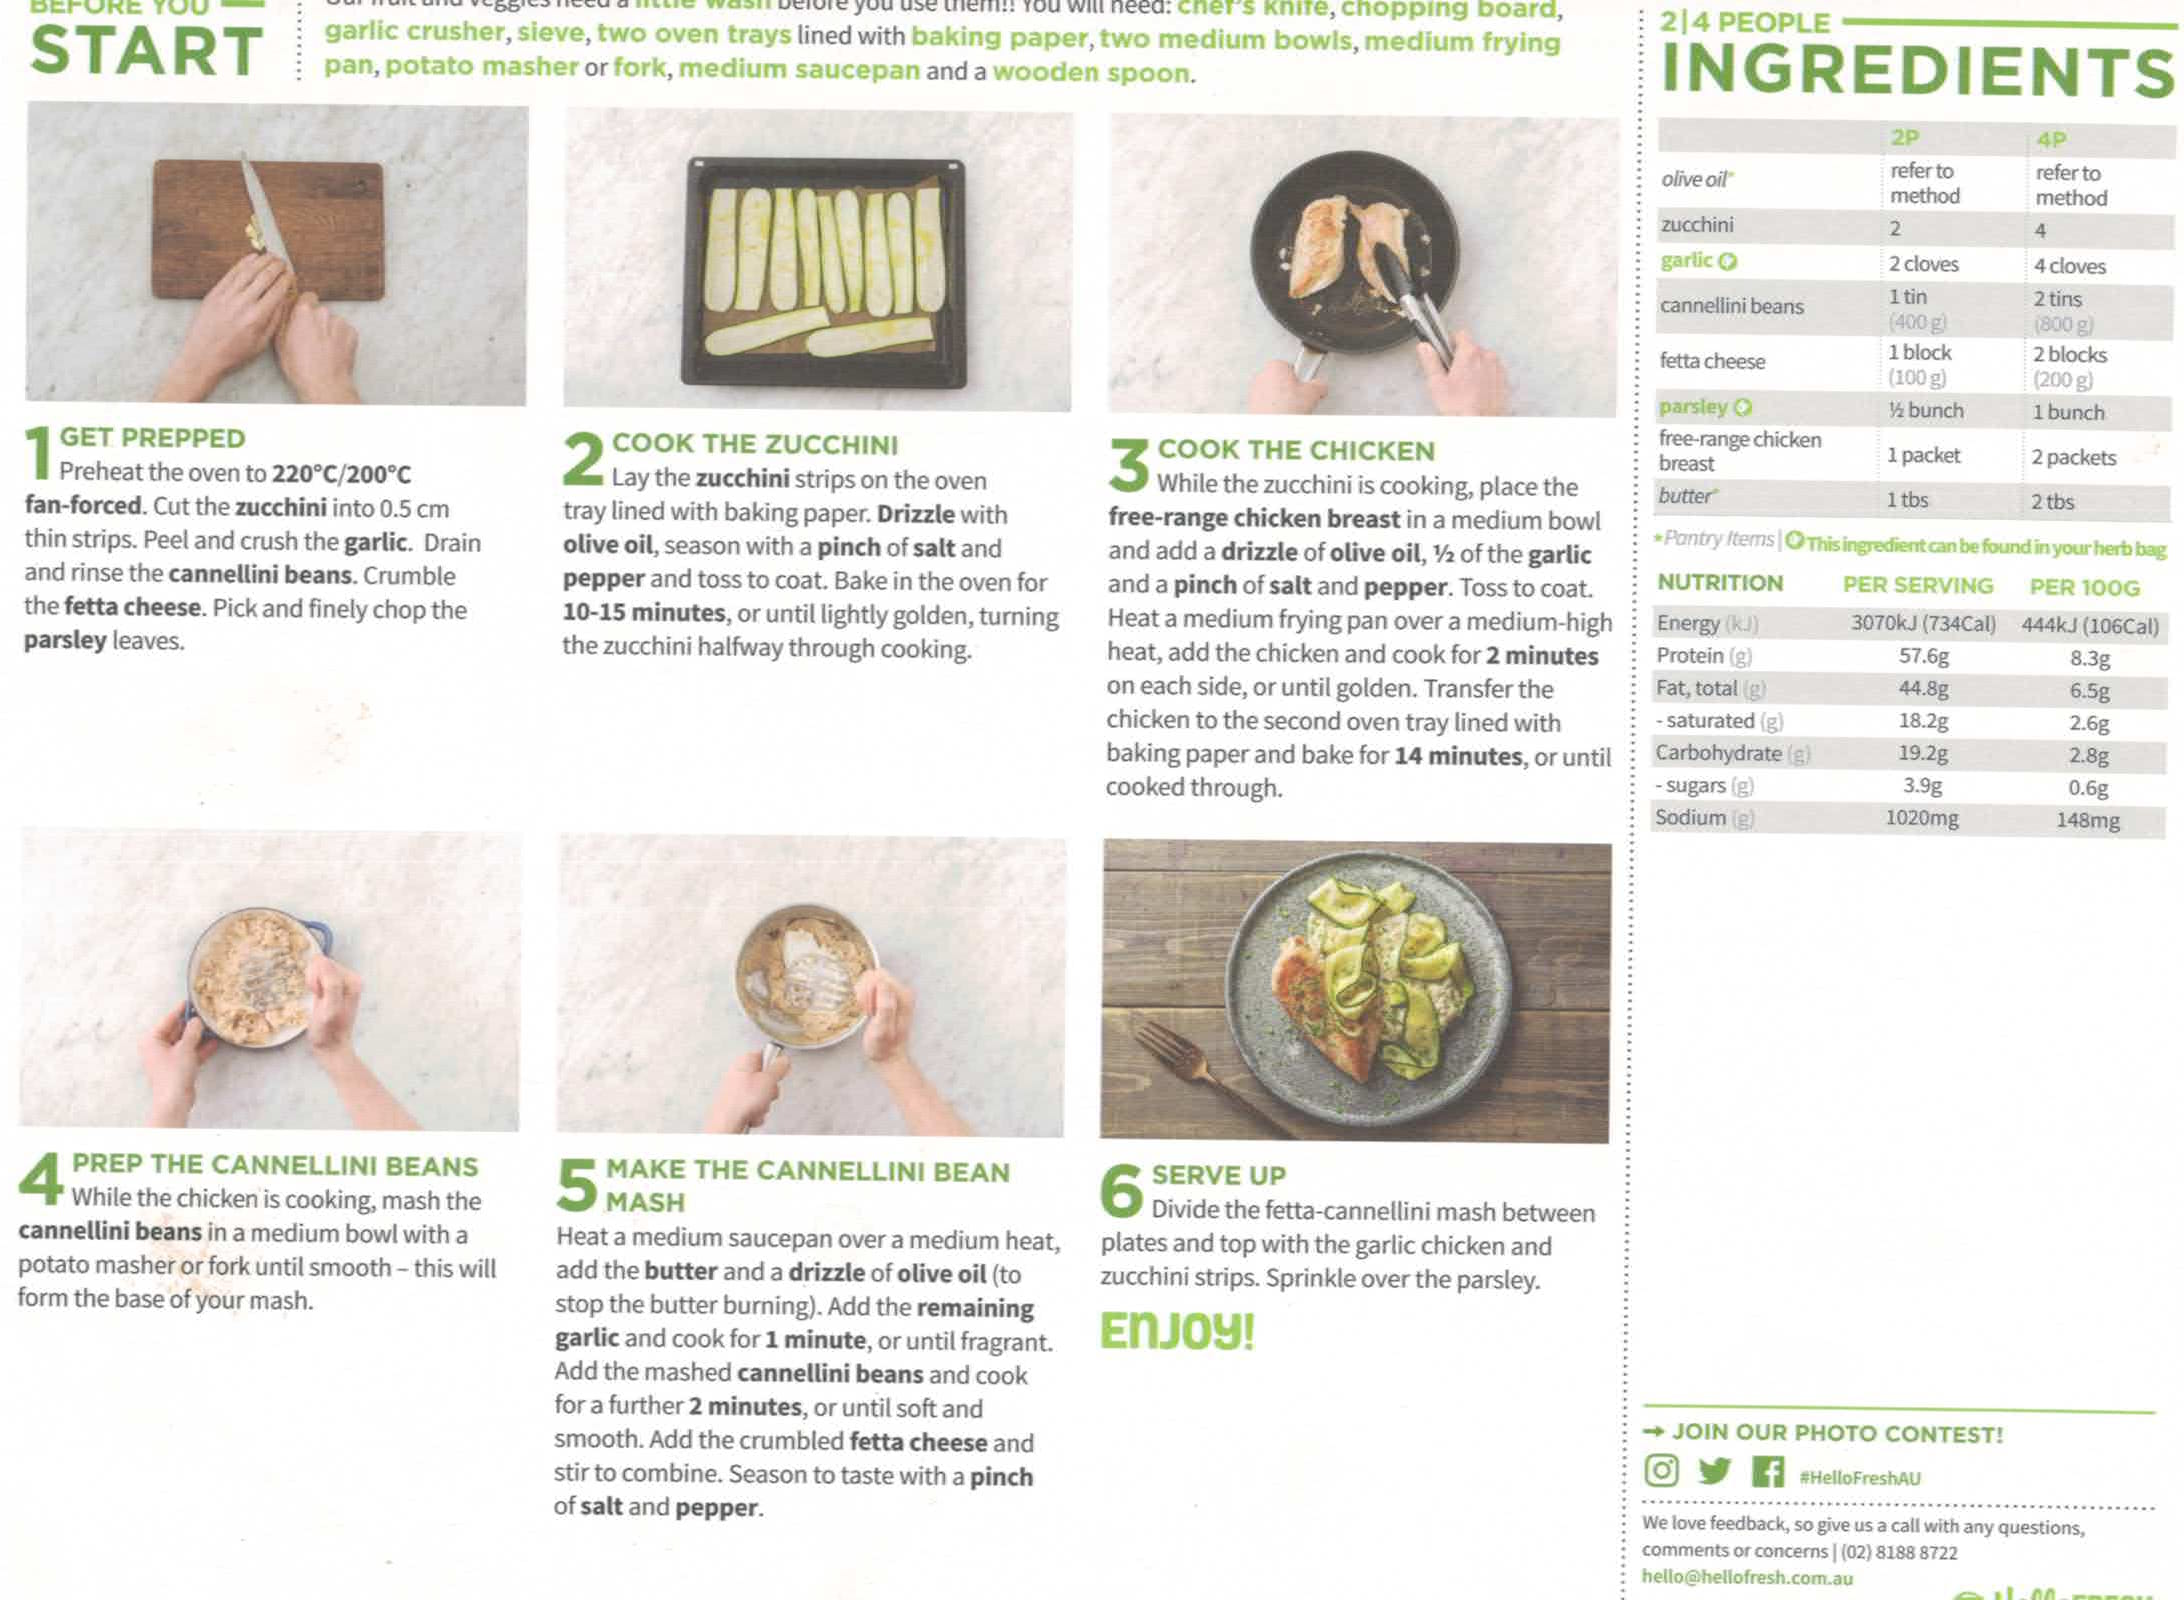 BEFORE YOU
START
Our fruit and veggies need a little wash before you use them!! You will need: chef's knife, chopping board,
garlic crusher, sieve, two oven trays lined with baking paper, two medium bowls, medium frying
pan, potato masher or fork, medium saucepan and a wooden spoon.
1 GET PREPPED
Preheat the oven to 220°C/200°C
fan-forced. Cut the zucchini into 0.5 cm
thin strips. Peel and crush the garlic. Drain
and rinse the cannellini beans. Crumble
the fetta cheese. Pick and finely chop the
parsley leaves.
2 COOK THE ZUCCHINI
Lay the zucchini strips on the oven
tray lined with baking paper. Drizzle with
olive oil, season with a pinch of salt and
pepper and toss to coat. Bake in the oven for
10-15 minutes, or until lightly golden, turning
the zucchini halfway through cooking.
3 COOK THE CHICKEN
While the zucchini is cooking, place the
free-range chicken breast in a medium bowl
and add a drizzle of olive oil, ½ of the garlic
and a pinch of salt and pepper. Toss to coat.
Heat a medium frying pan over a medium-high
heat, add the chicken and cook for 2 minutes
on each side, or until golden. Transfer the
chicken to the second oven tray lined with
baking paper and bake for 14 minutes, or until
cooked through.
4 PREP THE CANNELLINI BEANS
While the chicken is cooking, mash the
cannellini beans in a medium bowl with a
potato masher or fork until smooth – this will
form the base of your mash.
5 MAKE THE CANNELLINI BEAN
MASH
Heat a medium saucepan over a medium heat,
add the butter and a drizzle of olive oil (to
stop the butter burning). Add the remaining
garlic and cook for 1 minute, or until fragrant.
Add the mashed cannellini beans and cook
for a further 2 minutes, or until soft and
smooth. Add the crumbled fetta cheese and
stir to combine. Season to taste with a pinch
of salt and pepper.
6 SERVE UP
Divide the fetta-cannellini mash between
plates and top with the garlic chicken and
zucchini strips. Sprinkle over the parsley.
ENJOY!
2|4 PEOPLE
INGREDIENTS
2P 4P
olive oil* refer to method refer to method
zucchini 2 4
garlic 2 cloves 4 cloves
cannellini beans 1 tin (400 g) 2 tins (800 g)
fetta cheese 1 block (100 g) 2 blocks (200 g)
parsley ½ bunch 1 bunch
free-range chicken breast 1 packet 2 packets
butter* 1 tbs 2 tbs
*Pantry Items | This ingredient can be found in your herb bag
NUTRITION PER SERVING PER 100G
Energy (kJ) 3070kJ (734Cal) 444kJ (106Cal)
Protein (g) 57.6g 8.3g
Fat, total (g) 44.8g 6.5g
- saturated (g) 18.2g 2.6g
Carbohydrate (g) 19.2g 2.8g
- sugars (g) 3.9g 0.6g
Sodium (g) 1020mg 148mg
→ JOIN OUR PHOTO CONTEST!
#HelloFreshAU
We love feedback, so give us a call with any questions,
comments or concerns | (02) 8188 8722
hello@hellofresh.com.au
Hello FRESH